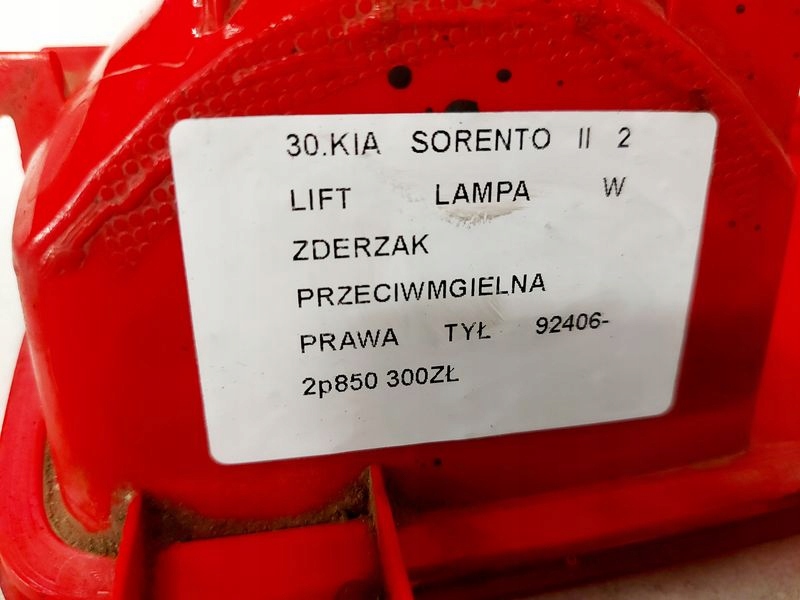 30.KIA SORENTO II 2
LIFT LAMPA W
ZDERZAK
PRZECIWMGIELNA
PRAWA TYŁ 92406-
2p850 300ZŁ